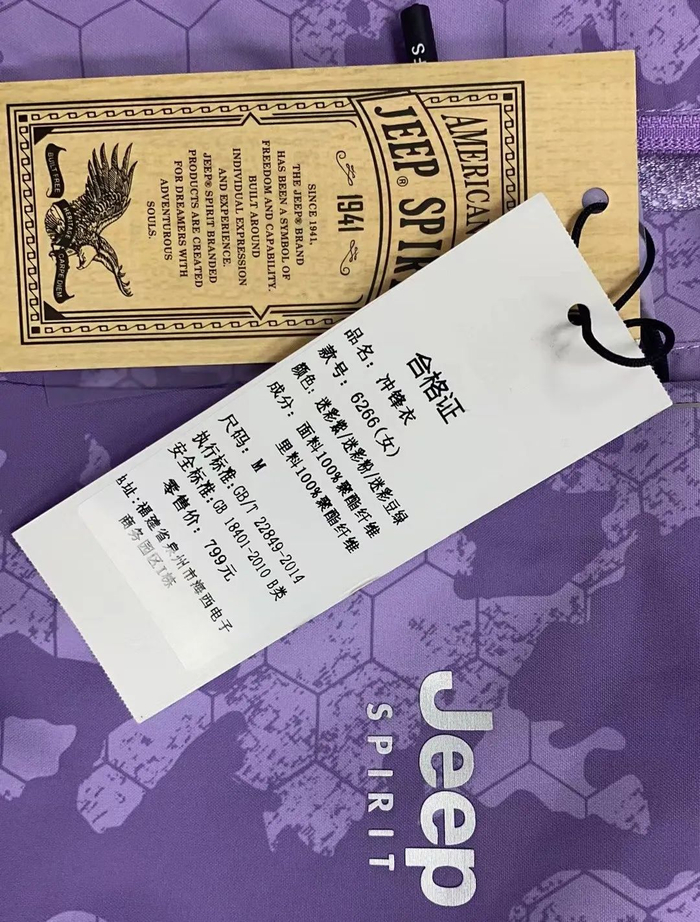 AMERICAN
JEEP® SPIRIT
1941
SINCE 1941,
THE JEEP® BRAND
HAS BEEN A SYMBOL OF
FREEDOM AND CAPABILITY.
BUILT AROUND
INDIVIDUAL EXPRESSION
AND EXPERIENCE.
JEEP® SPIRIT BRANDED
PRODUCTS ARE CREATED
FOR DREAMERS WITH
ADVENTUROUS
SOULS.
BUILT FREE
CARPE DIEM
合格证
品名：冲锋衣
款号：6266(女)
颜色：迷彩紫/迷彩粉/迷彩豆绿
成分：面料100%聚酯纤维
里料100%聚酯纤维
尺码：M
执行标准:GB/T 22849-2014
安全标准:GB 18401-2010 B类
零售价：799元
址:福建省泉州市海西电子
商务园区1栋
Jeep
SPIRIT